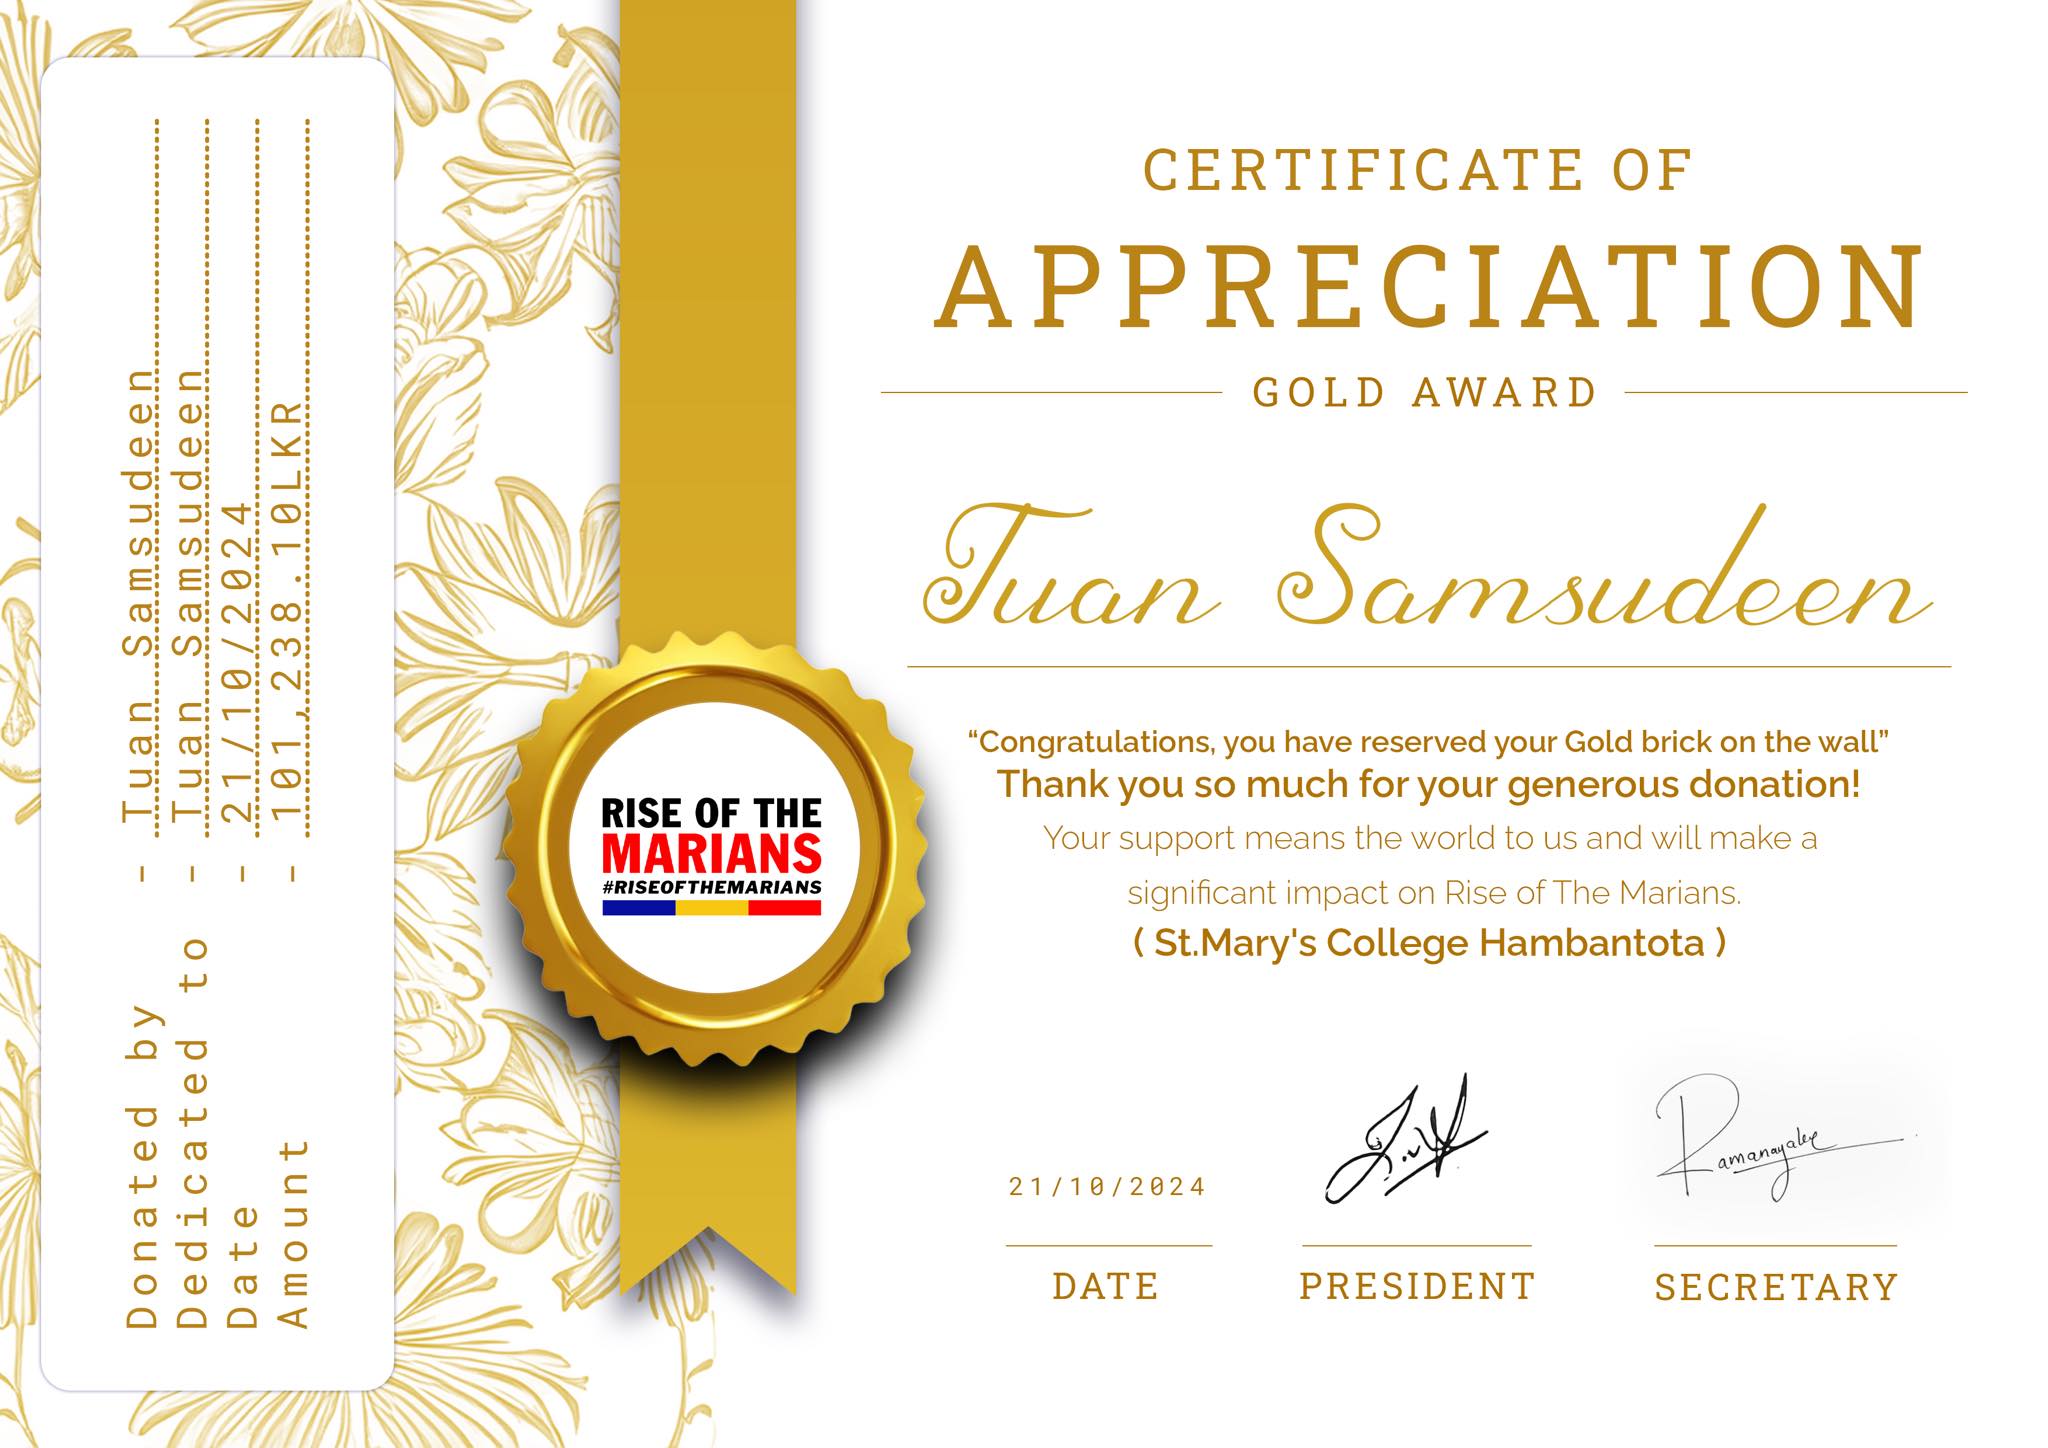 Donated by - Tuan Samsudeen
Dedicated to - Tuan Samsudeen
Date - 21/10/2024
Amount - 101,238.10LKR
RISE OF THE
MARIANS
#RISEOFTHEMARIANS
CERTIFICATE OF
APPRECIATION
GOLD AWARD
Tuan Samsudeen
“Congratulations, you have reserved your Gold brick on the wall”
Thank you so much for your generous donation!
Your support means the world to us and will make a
significant impact on Rise of The Marians.
( St.Mary's College Hambantota )
21/10/2024
DATE
PRESIDENT
SECRETARY